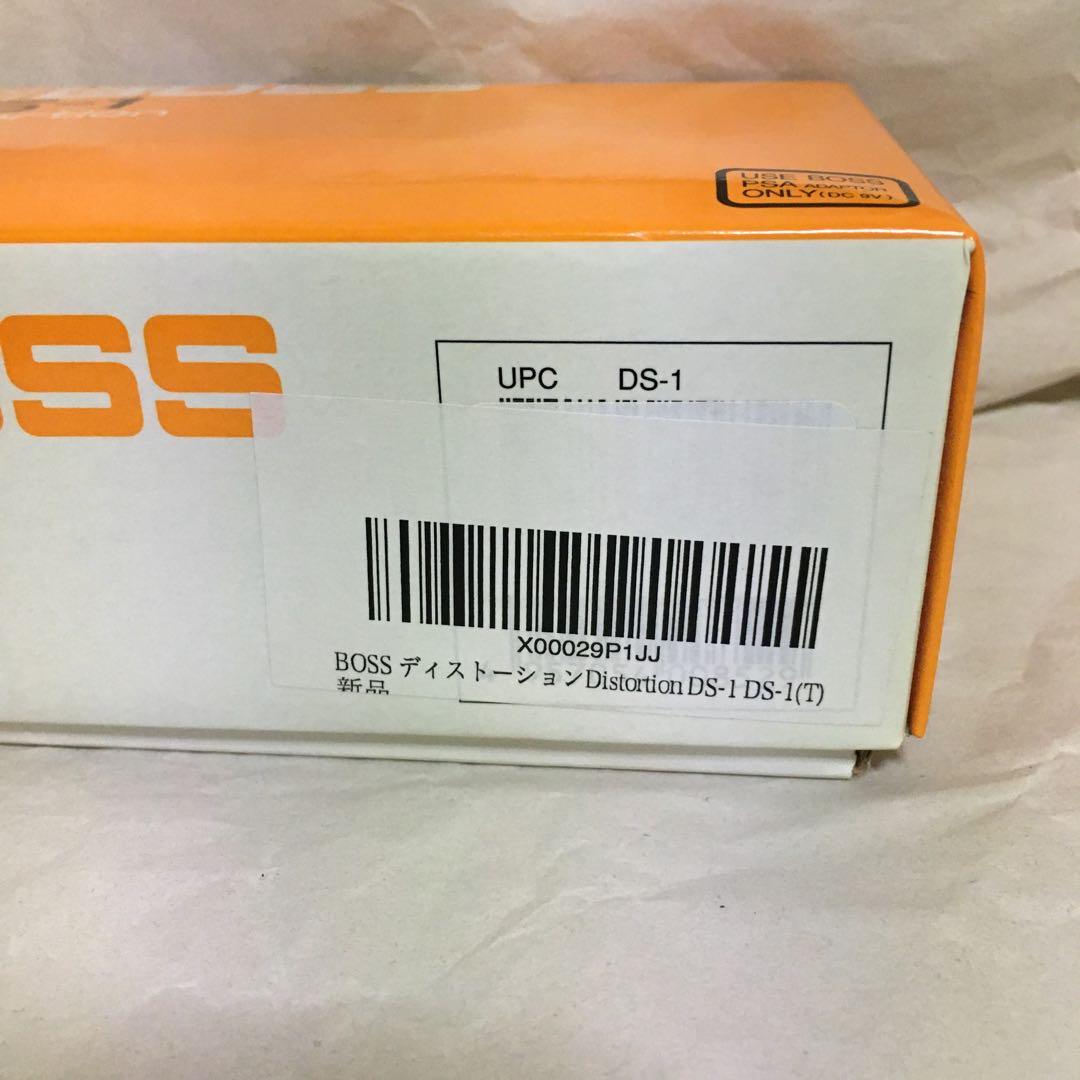 USE BOSS
PSA ADAPTOR
ONLY(DC 9V)
OSS
UPC DS-1
X00029P1JJ
BOSS ディストーションDistortion DS-1 DS-1(T)
新品